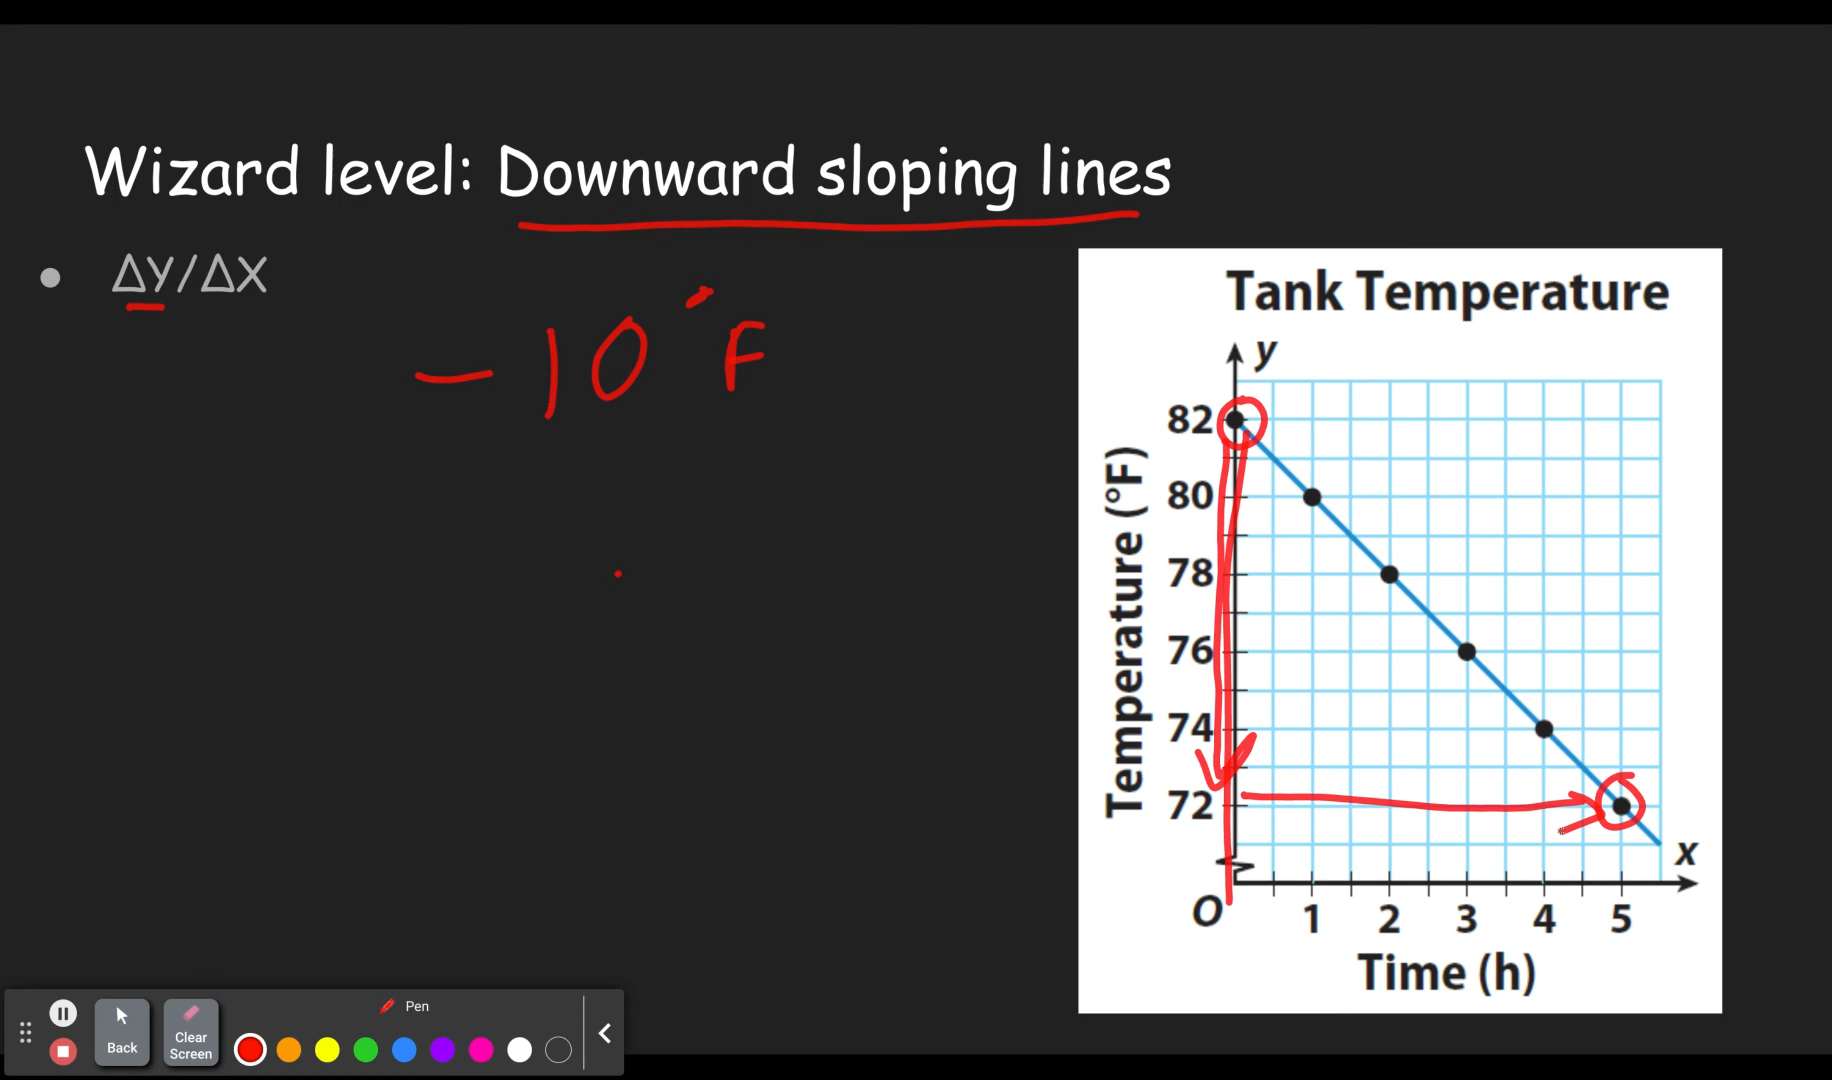 Wizard level: Downward sloping lines
• Δy/Δx
-10°F
Tank Temperature
y
82
80
78
76
74
72
Temperature (°F)
x
O 1 2 3 4 5
Time (h)
Pen
Back
Clear
Screen